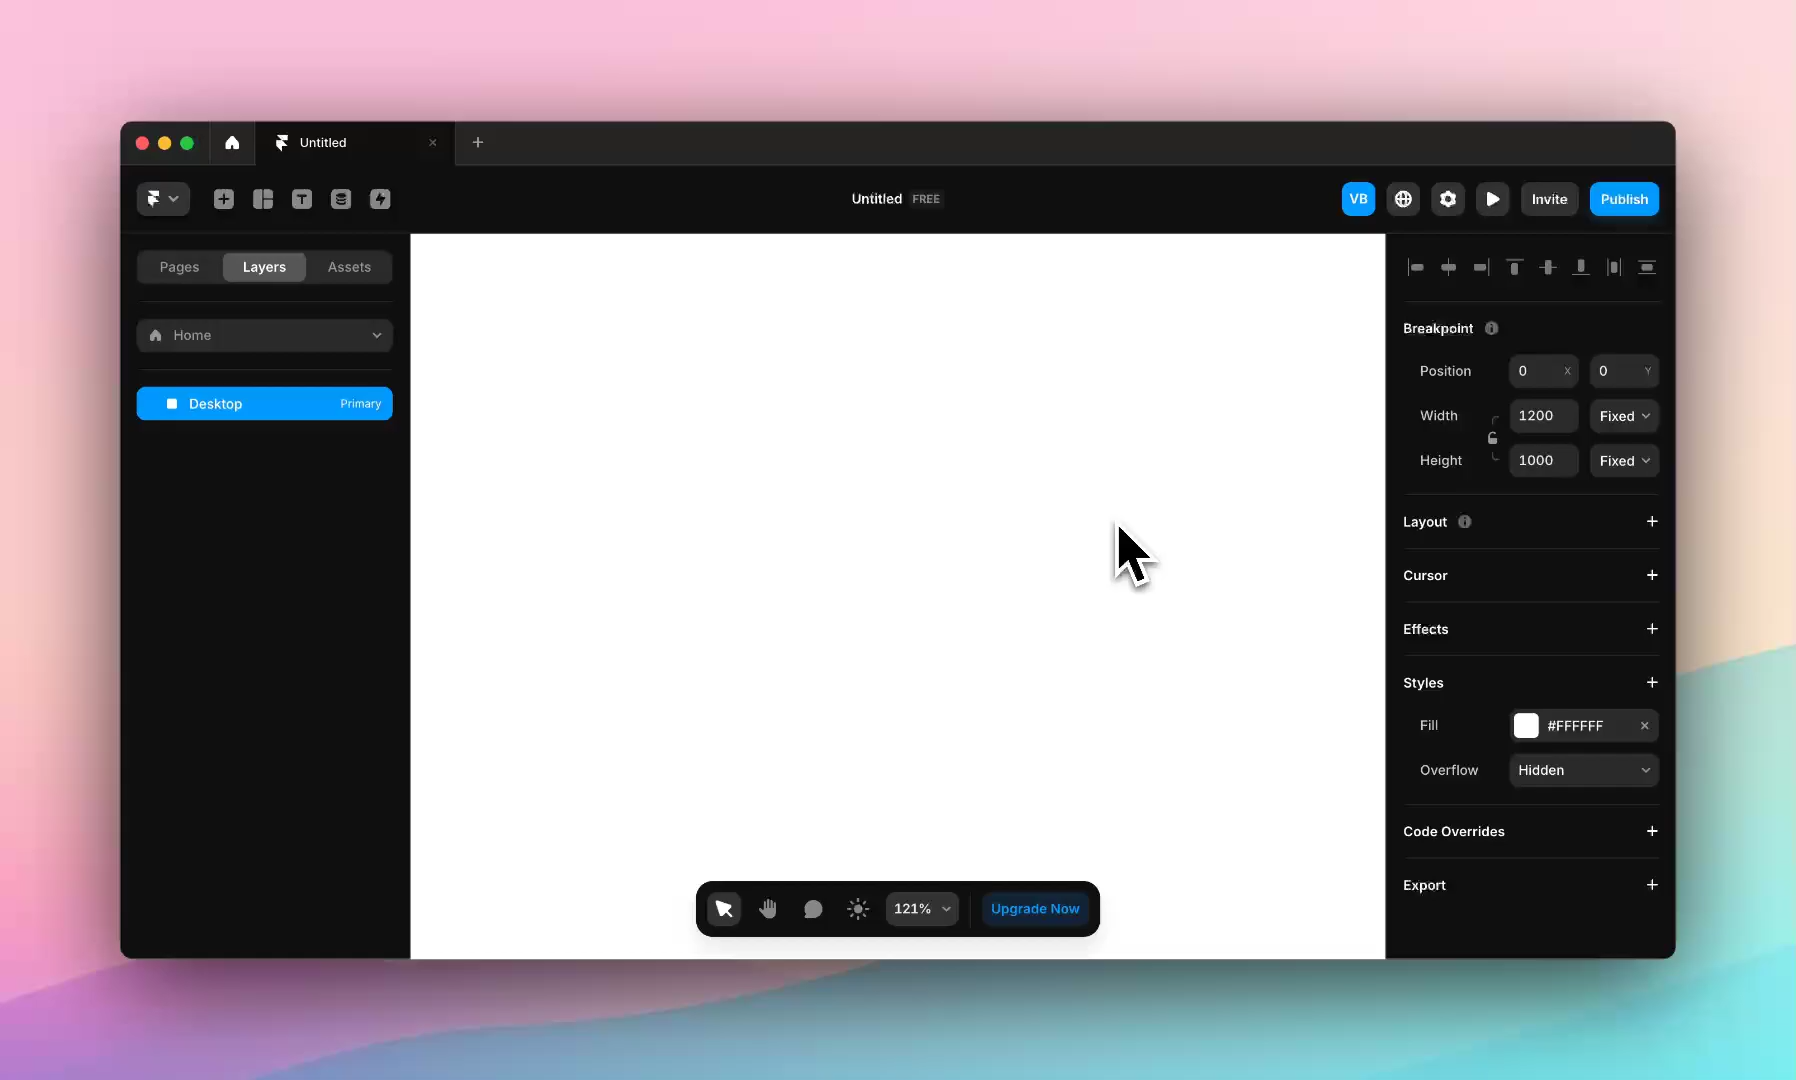 Untitled
Untitled FREE
VB
Invite
Publish
Pages
Layers
Assets
Home
Desktop
Primary
Breakpoint
Position
0 X
0 Y
Width
1200
Fixed
Height
1000
Fixed
Layout
Cursor
Effects
Styles
Fill
#FFFFFF
Overflow
Hidden
Code Overrides
Export
121%
Upgrade Now